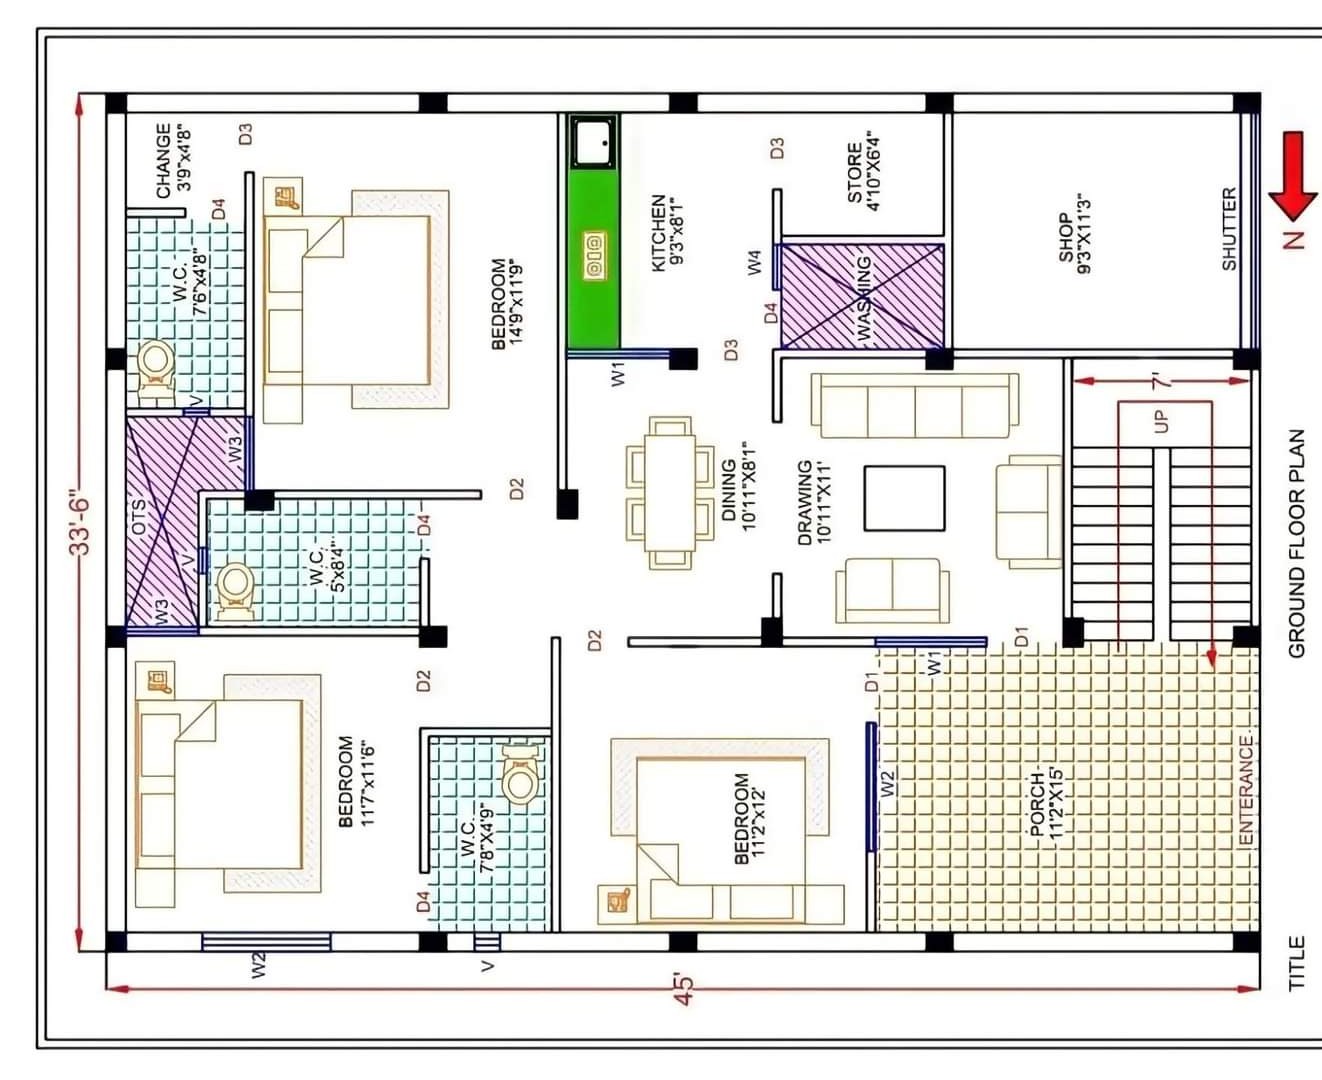 CHANGE
3'9"x4'8"
D3
D4
W.C.
7'6"x4'8"
V
W3
OTS
V
W3
W.C.
5'x8'4"
D4
BEDROOM
14'9"x11'9"
D2
KITCHEN
9'3"x8'1"
W1
D3
D3
W4
D4
STORE
4'10"X6'4"
WASHING
SHOP
9'3"X11'3"
SHUTTER
N
DINING
10'11"X8'1"
DRAWING
10'11"X11'
7'
UP
D1
W1
D1
D2
D2
BEDROOM
11'7"x11'6"
W.C.
7'8"X4'9"
D4
W2
V
BEDROOM
11'2"x12'
W2
PORCH
11'2"X15'
ENTERANCE
33'-6"
45'
TITLE
GROUND FLOOR PLAN